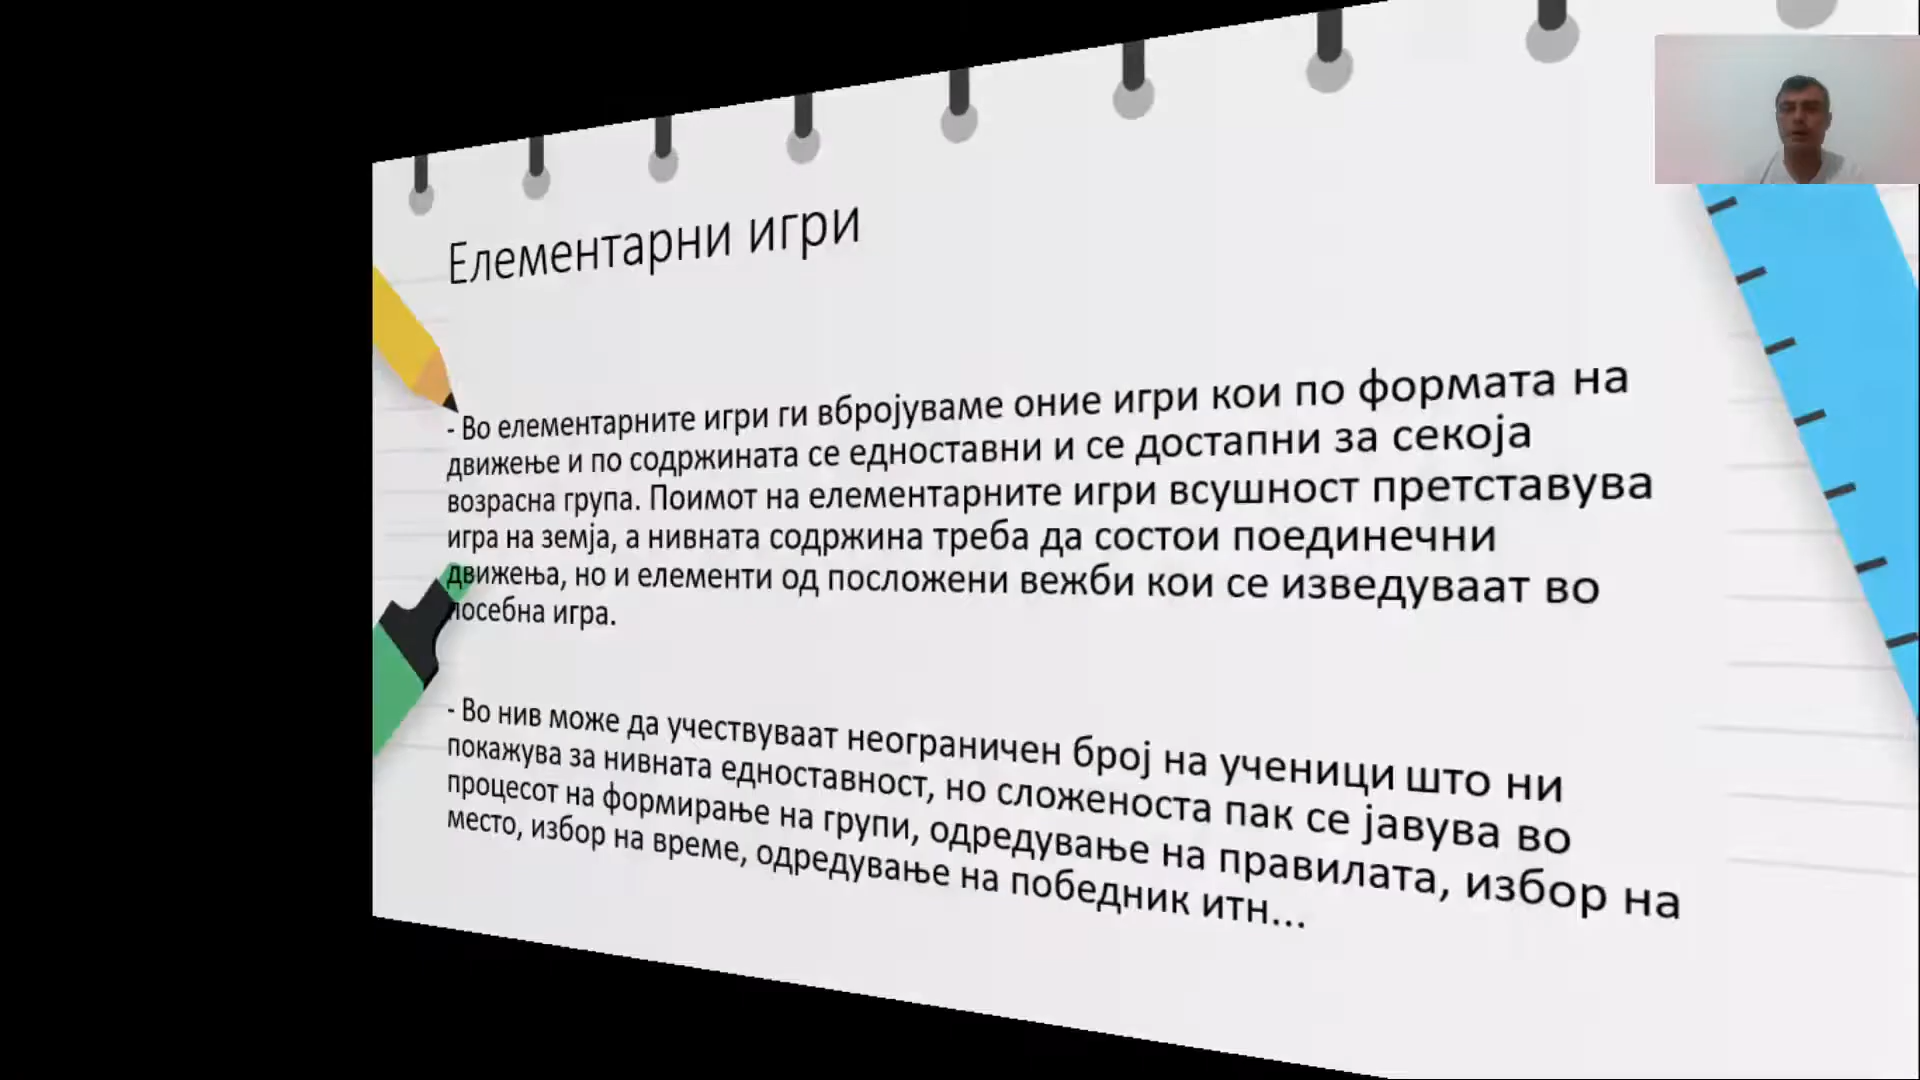 Елементарни игри
- Во елементарните игри ги вбројуваме оние игри кои по формата на
движење и по содржината се едноставни и се достапни за секоја
возрасна група. Поимот на елементарните игри всушност претставува
игра на земја, а нивната содржина треба да состои поединечни
движења, но и елементи од посложени вежби кои се изведуваат во
посебна игра.
- Во нив може да учествуваат неограничен број на ученици што ни
покажува за нивната едноставност, но сложеноста пак се јавува во
процесот на формирање на групи, одредување на правилата, избор на
место, избор на време, одредување на победник итн...